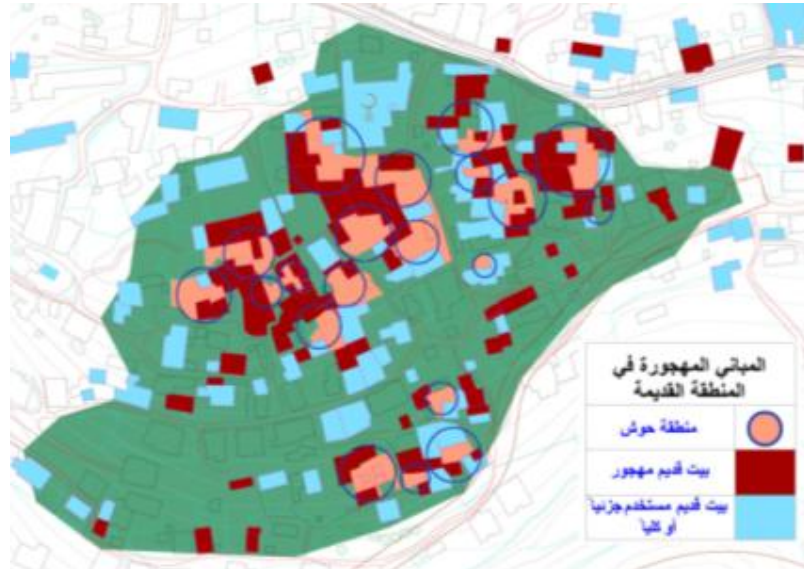 المباني المهجورة في
المنطقة القديمة
منطقة حوش
بيت قديم مهجور
بيت قديم مستخدم جزئياً
أو كلياً